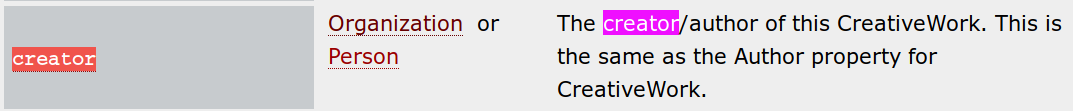 creator
Organization or
Person
The creator/author of this CreativeWork. This is
the same as the Author property for
CreativeWork.